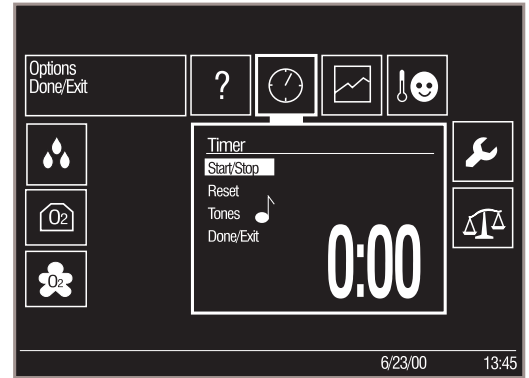 Options
Done/Exit
?
Timer
Start/Stop
Reset
Tones
Done/Exit
0:00
O2
O2
6/23/00 13:45